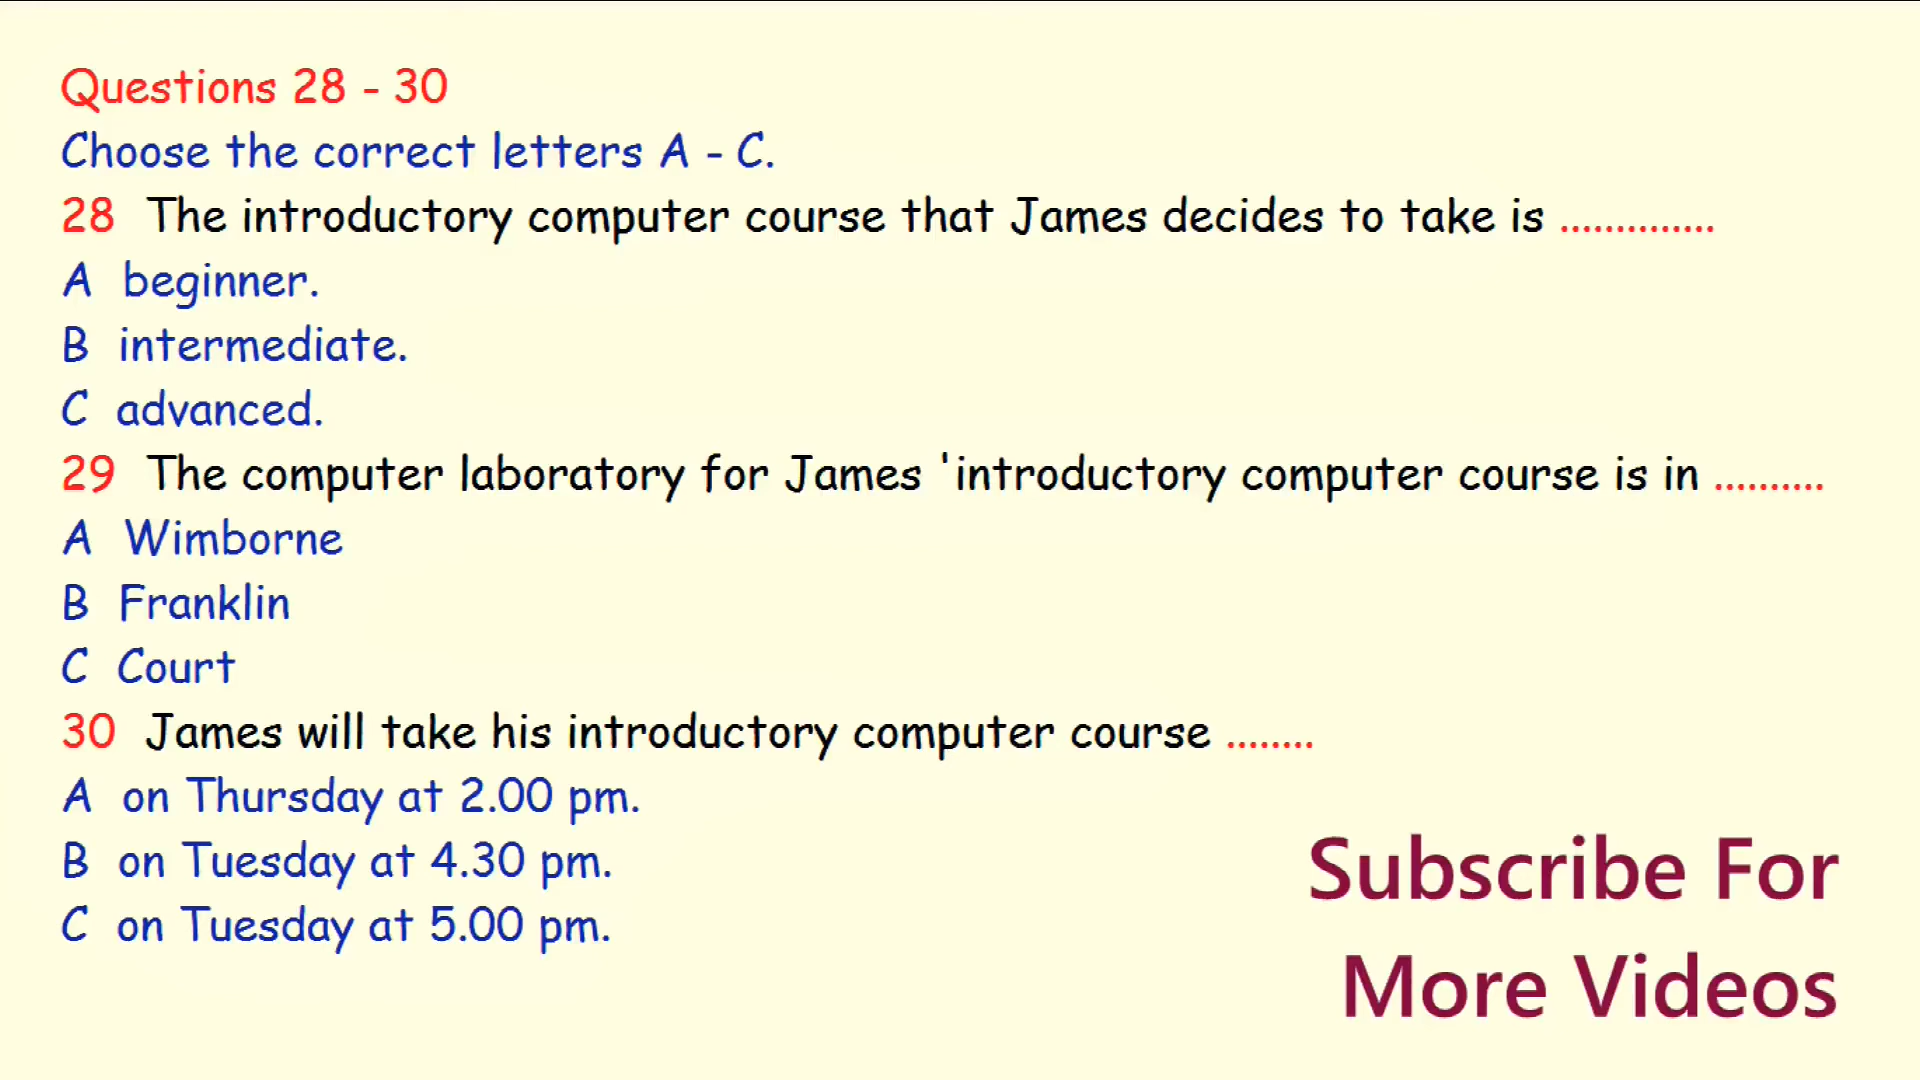 Questions 28 - 30
Choose the correct letters A - C.
28 The introductory computer course that James decides to take is ..............
A beginner.
B intermediate.
C advanced.
29 The computer laboratory for James 'introductory computer course is in ..........
A Wimborne
B Franklin
C Court
30 James will take his introductory computer course ........
A on Thursday at 2.00 pm.
B on Tuesday at 4.30 pm.
C on Tuesday at 5.00 pm.
Subscribe For
More Videos